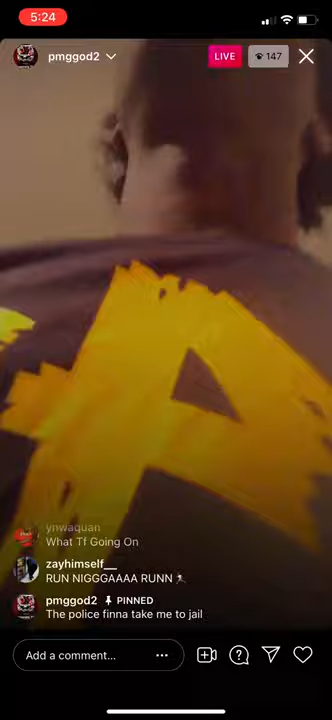 5:24
pmggod2
LIVE
147
ynwaquan
What Tf Going On
zayhimself__
RUN NIGGGAAAA RUNN🏃🏿
pmggod2 PINNED
The police finna take me to jail
Add a comment...